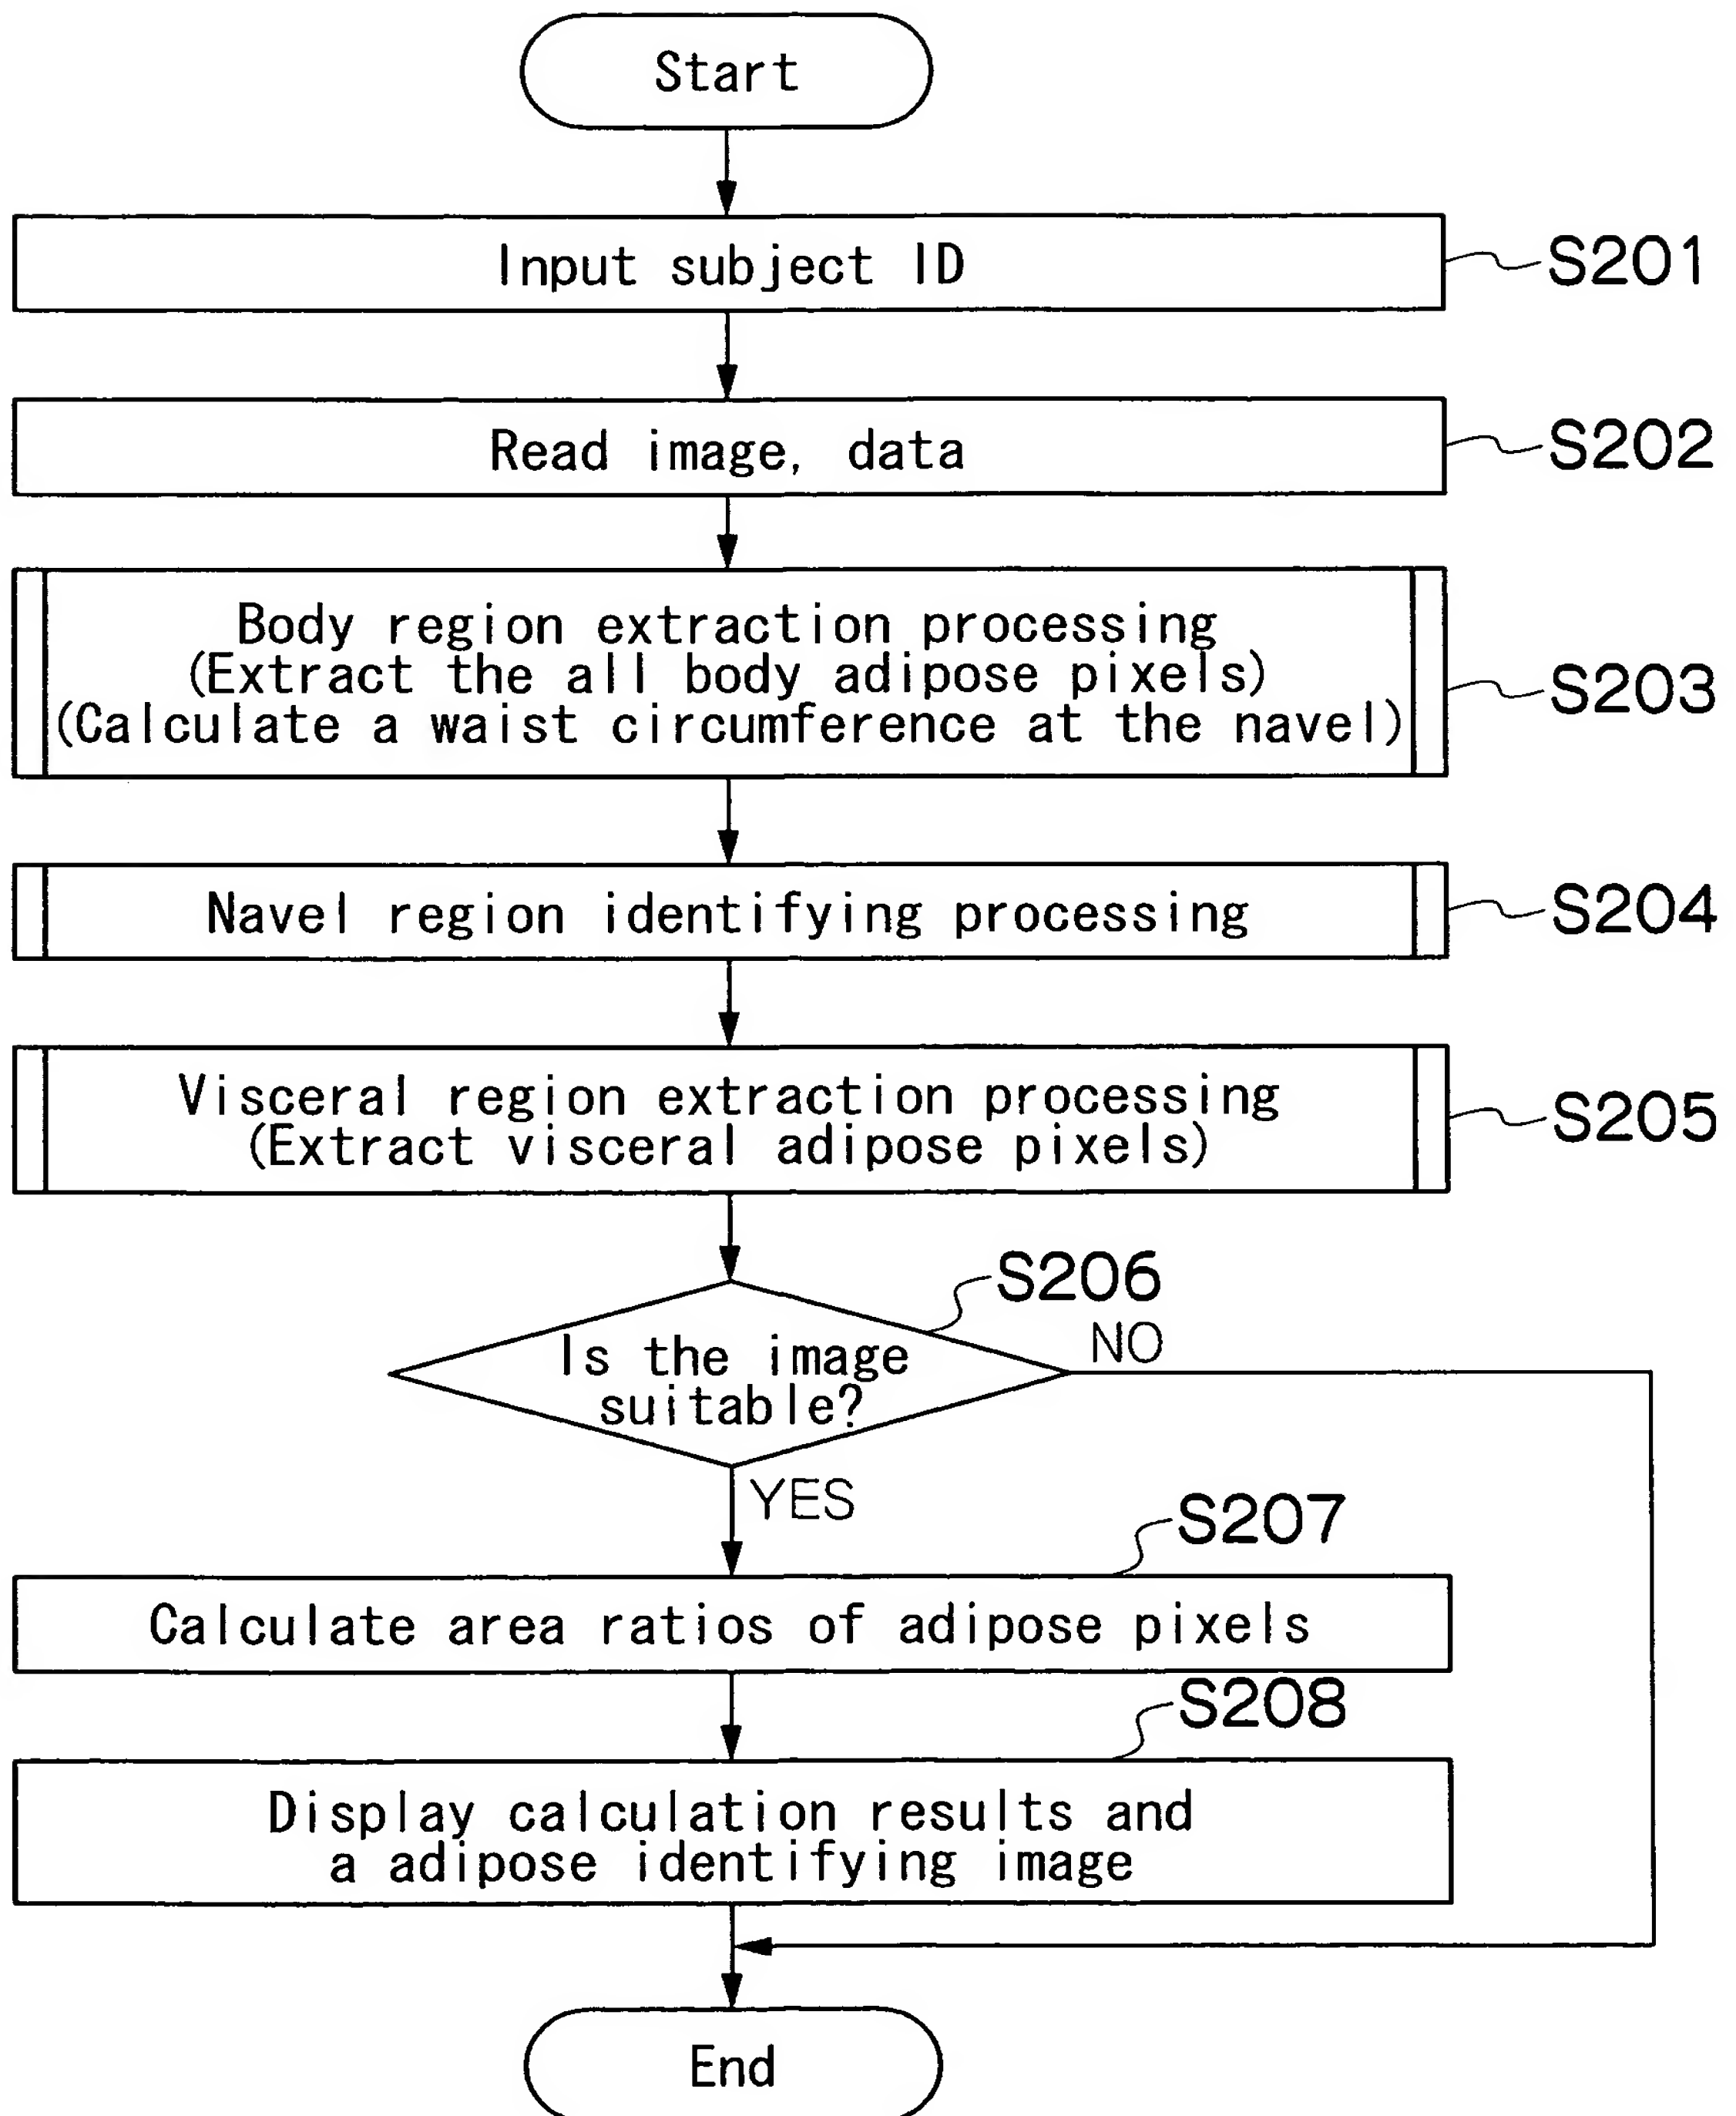 Start
Input subject ID
S201
Read image, data
S202
Body region extraction processing
(Extract the all body adipose pixels)
(Calculate a waist circumference at the navel)
S203
Navel region identifying processing
S204
Visceral region extraction processing
(Extract visceral adipose pixels)
S205
S206
Is the image
suitable?
NO
YES
S207
Calculate area ratios of adipose pixels
S208
Display calculation results and
a adipose identifying image
End